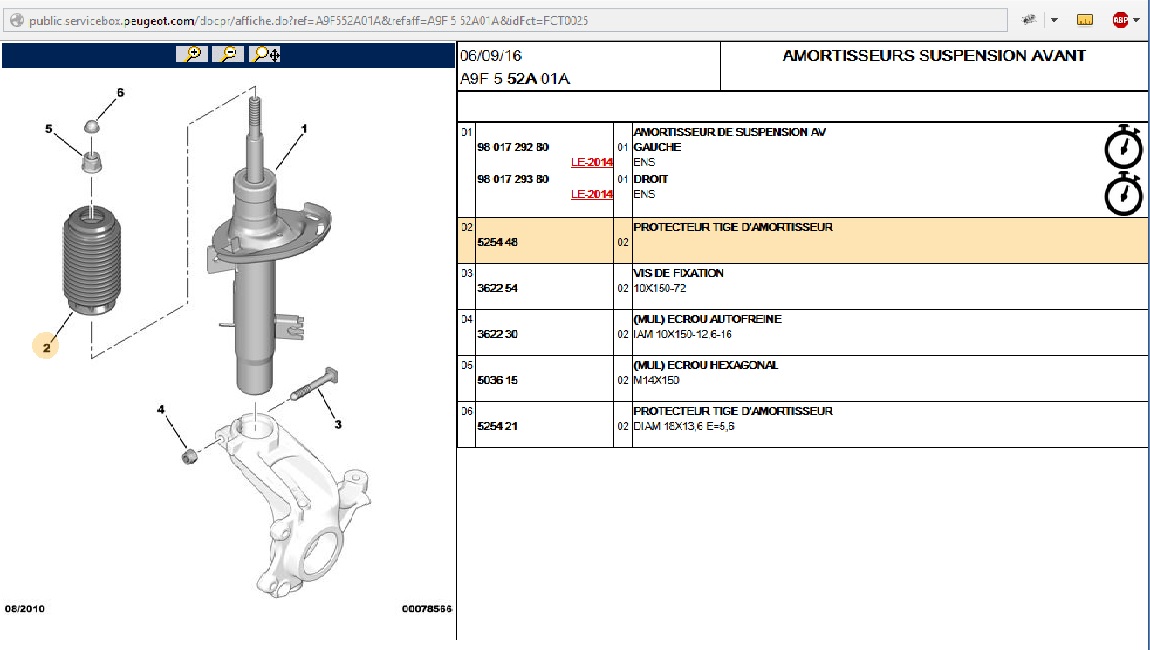 public.servicebox.peugeot.com/docpr/affiche.do?ref=A9F552A01A&refaff=A9F 5 52A01A&idFct=FCT0025
ABP
06/09/16
AMORTISSEURS SUSPENSION AVANT
A9F 5 52A 01A
01
AMORTISSEUR DE SUSPENSION AV
98 017 292 80 01 GAUCHE
LE-2014 ENS
98 017 293 80 01 DROIT
LE-2014 ENS
02
PROTECTEUR TIGE D'AMORTISSEUR
5254 48 02
03
VIS DE FIXATION
3622 54 02 10X150-72
04
(MUL) ECROU AUTOFREINE
3622 30 02 IAM 10X150-12,6-16
05
(MUL) ECROU HEXAGONAL
5036 15 02 M14X150
06
PROTECTEUR TIGE D'AMORTISSEUR
5254 21 02 DIAM 18X13,6 E=5,6
6
5
1
2
3
4
08/2010
00078566